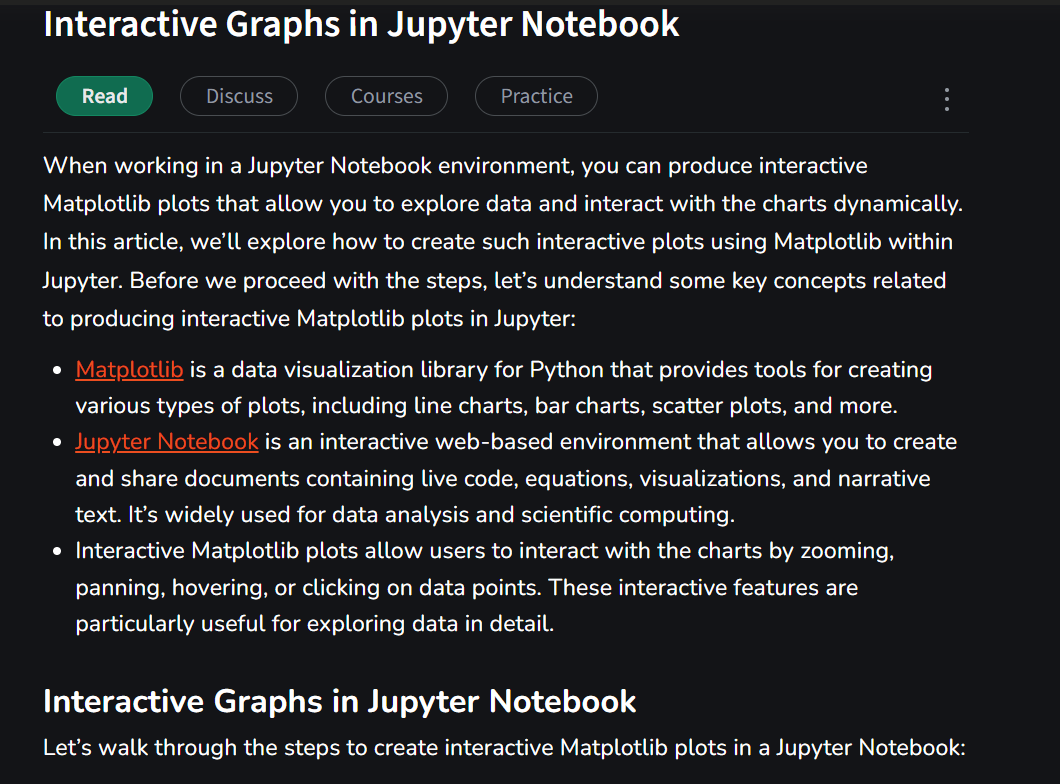 Interactive Graphs in Jupyter Notebook
Read Discuss Courses Practice
When working in a Jupyter Notebook environment, you can produce interactive
Matplotlib plots that allow you to explore data and interact with the charts dynamically.
In this article, we’ll explore how to create such interactive plots using Matplotlib within
Jupyter. Before we proceed with the steps, let’s understand some key concepts related
to producing interactive Matplotlib plots in Jupyter:
• Matplotlib is a data visualization library for Python that provides tools for creating
various types of plots, including line charts, bar charts, scatter plots, and more.
• Jupyter Notebook is an interactive web-based environment that allows you to create
and share documents containing live code, equations, visualizations, and narrative
text. It’s widely used for data analysis and scientific computing.
• Interactive Matplotlib plots allow users to interact with the charts by zooming,
panning, hovering, or clicking on data points. These interactive features are
particularly useful for exploring data in detail.
Interactive Graphs in Jupyter Notebook
Let’s walk through the steps to create interactive Matplotlib plots in a Jupyter Notebook: